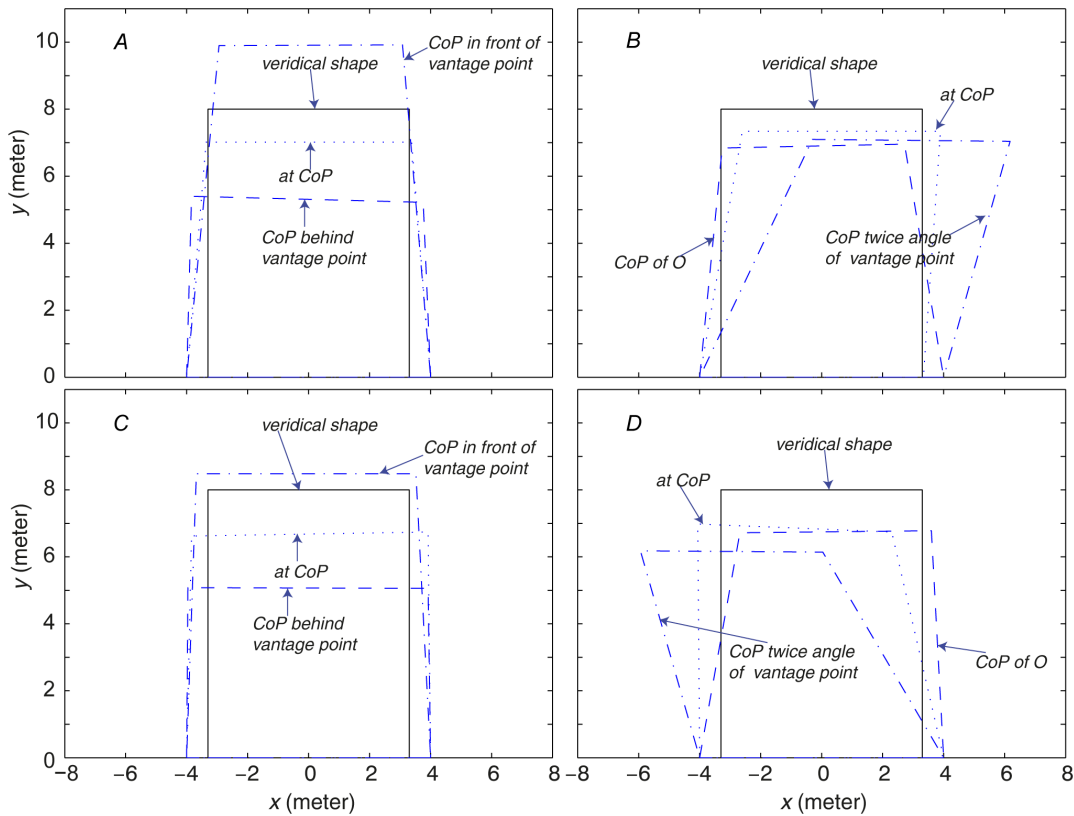 A
CoP in front of
vantage point
veridical shape
at CoP
CoP behind
vantage point
10
8
6
4
2
0
y (meter)
B
veridical shape
at CoP
CoP of O
CoP twice angle
of vantage point
C
veridical shape
CoP in front of
vantage point
at CoP
CoP behind
vantage point
10
8
6
4
2
0
y (meter)
−8 −6 −4 −2 0 2 4 6 8
x (meter)
D
veridical shape
at CoP
CoP twice angle
of vantage point
CoP of O
−8 −6 −4 −2 0 2 4 6 8
x (meter)